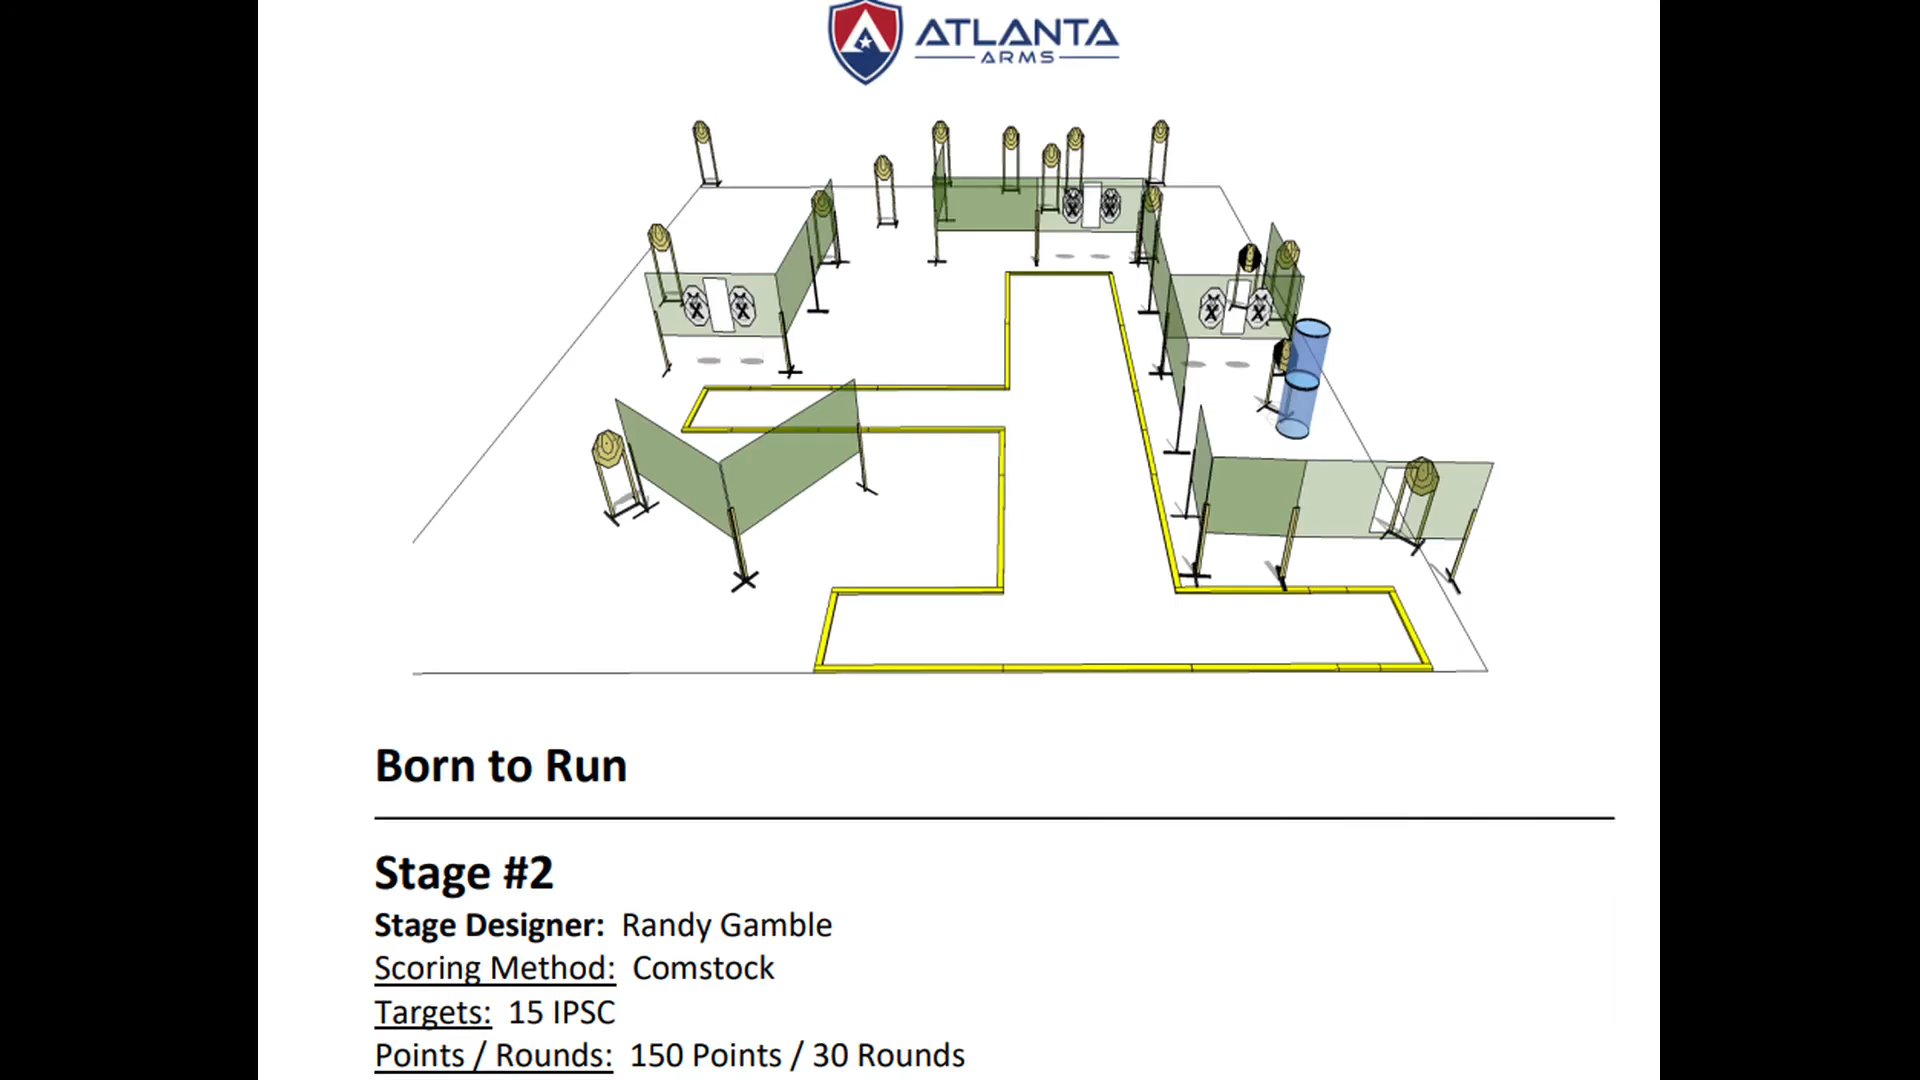 ATLANTA
ARMS
Born to Run
Stage #2
Stage Designer: Randy Gamble
Scoring Method: Comstock
Targets: 15 IPSC
Points / Rounds: 150 Points / 30 Rounds